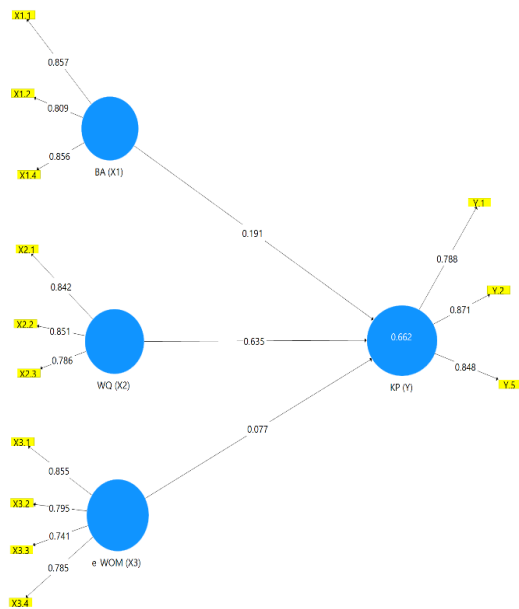 X1.1
0.857
X1.2
0.809
0.856
X1.4
BA (X1)
0.191
Y.1
0.788
Y.2
0.871
0.662
0.848
Y.5
KP (Y)
X2.1
0.842
X2.2
0.851
0.786
X2.3
WQ (X2)
0.635
0.077
X3.1
0.855
X3.2
0.795
0.741
X3.3
0.785
X3.4
e WOM (X3)